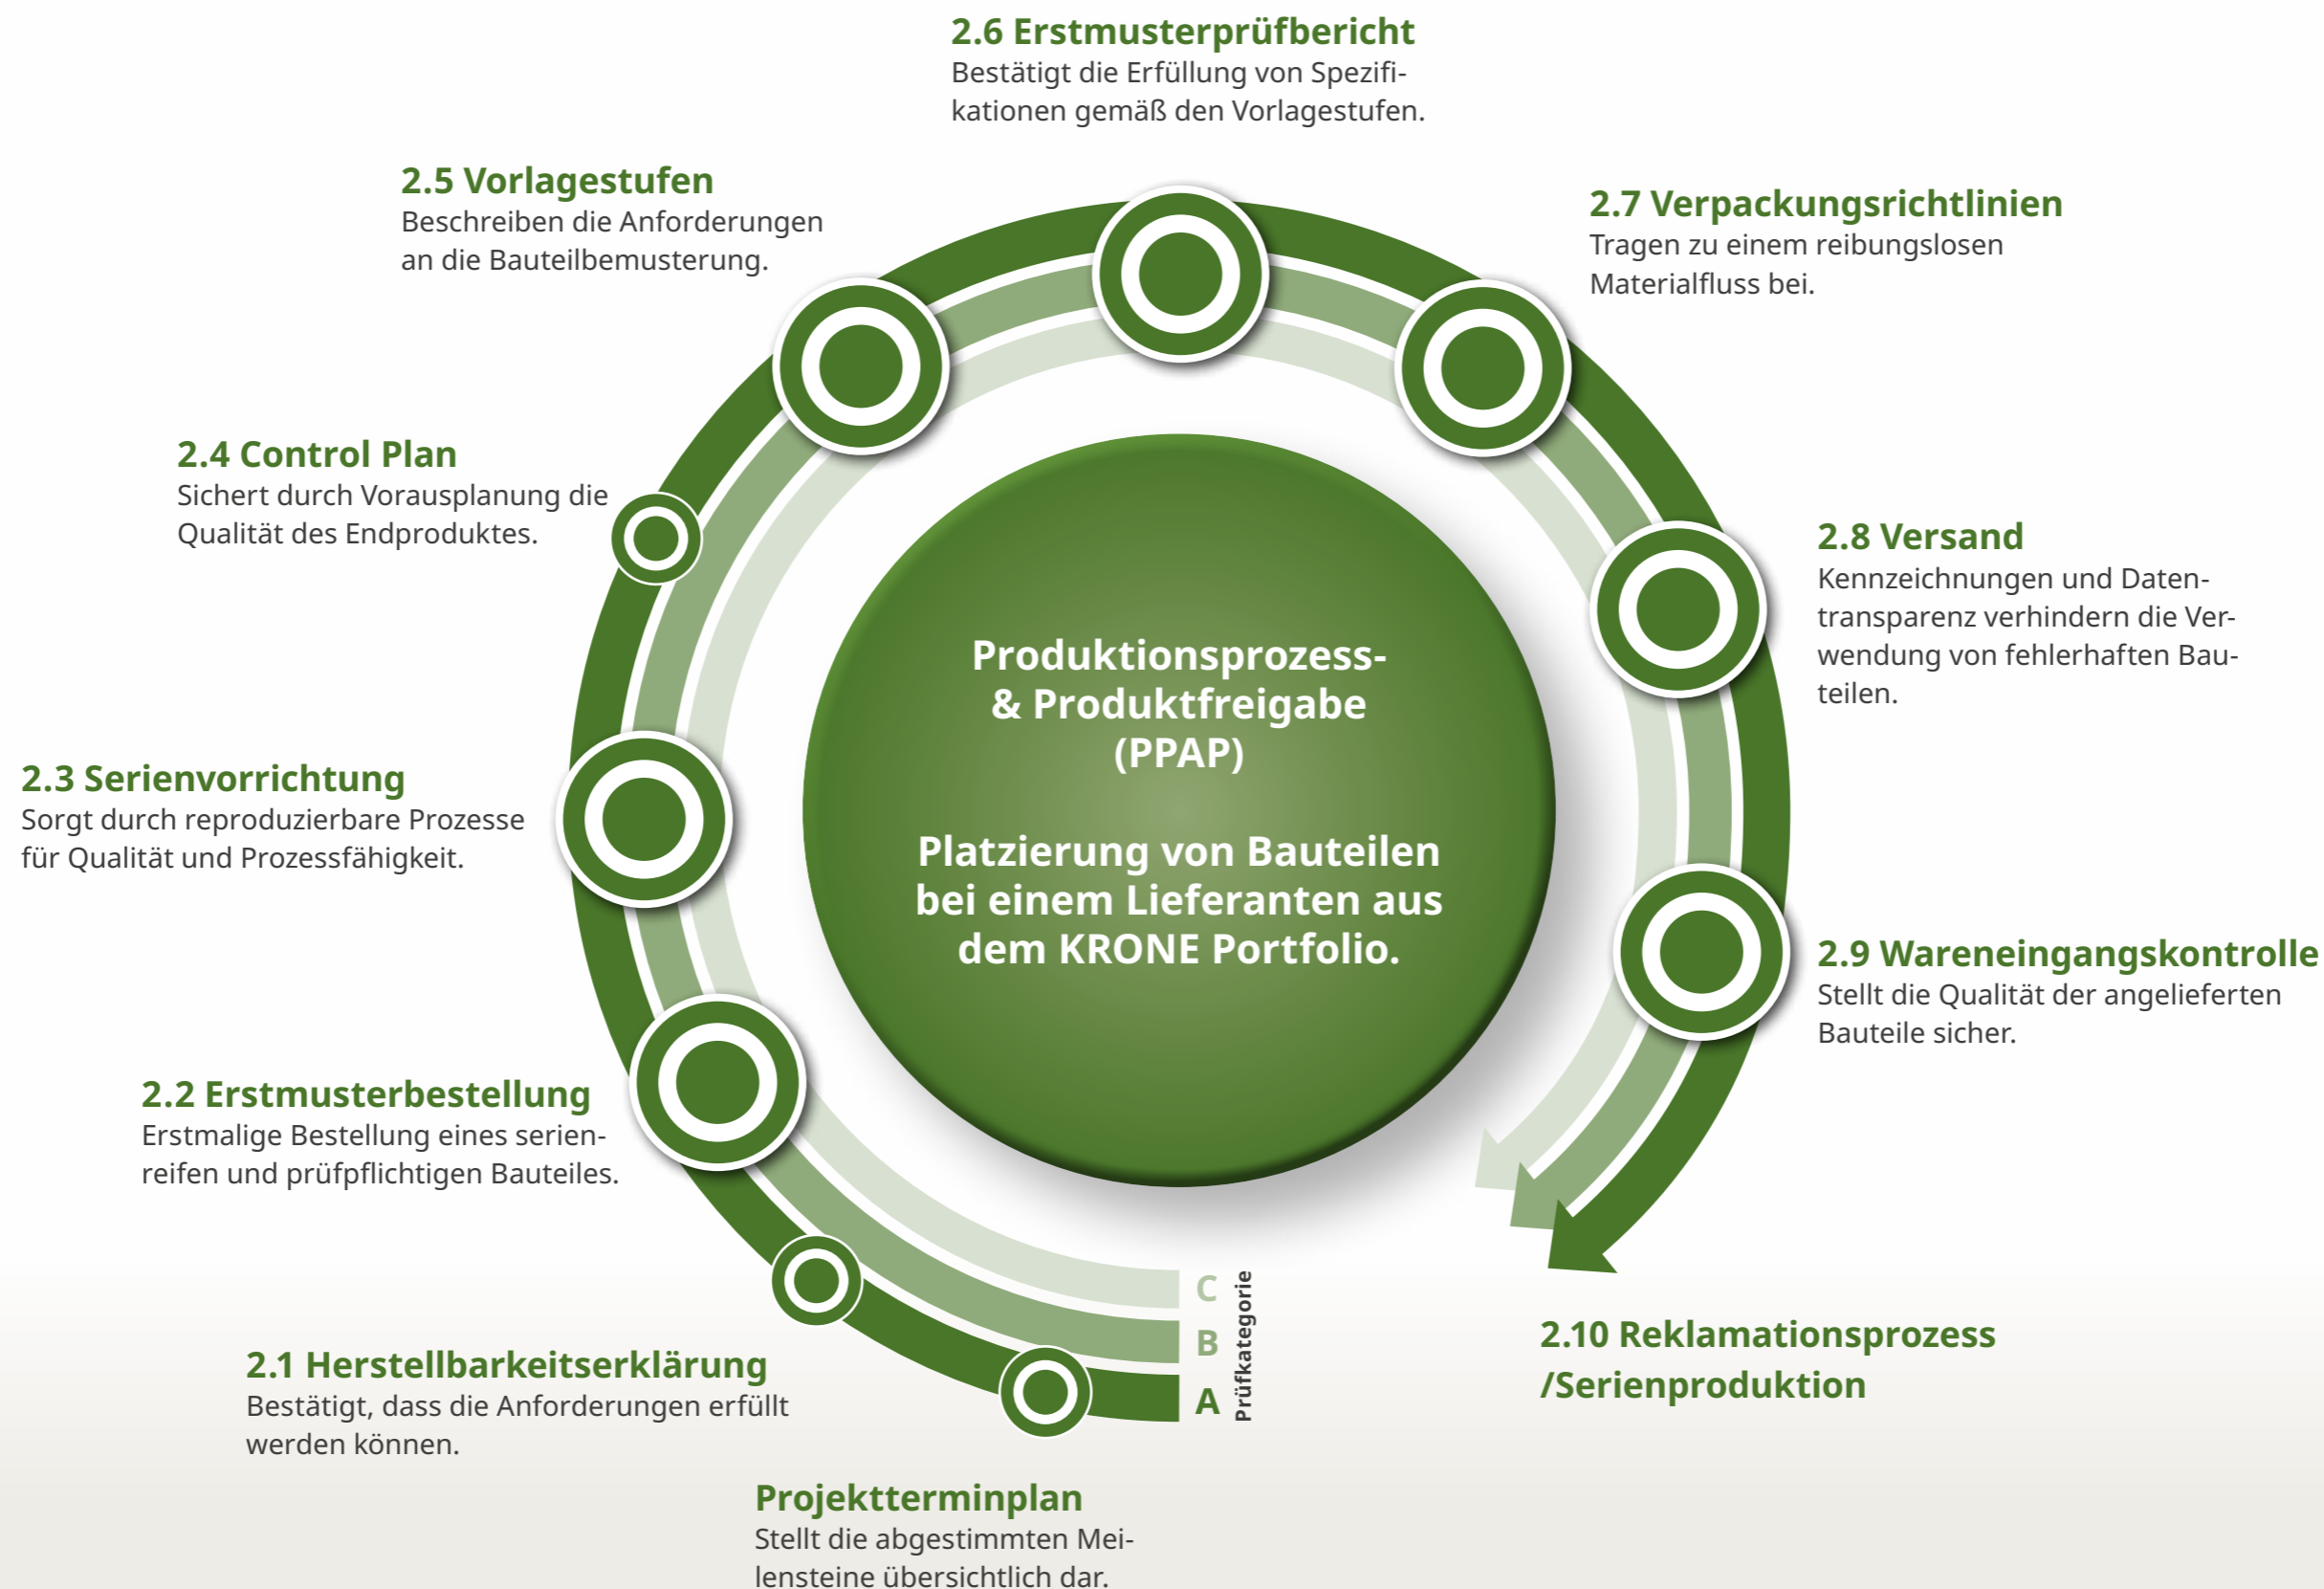 2.6 Erstmusterprüfbericht
Bestätigt die Erfüllung von Spezifi-
kationen gemäß den Vorlagestufen.
2.5 Vorlagestufen
Beschreiben die Anforderungen
an die Bauteilbemusterung.
2.7 Verpackungsrichtlinien
Tragen zu einem reibungslosen
Materialfluss bei.
2.4 Control Plan
Sichert durch Vorausplanung die
Qualität des Endproduktes.
2.8 Versand
Kennzeichnungen und Daten-
transparenz verhindern die Ver-
wendung von fehlerhaften Bau-
teilen.
Produktionsprozess-
& Produktfreigabe
(PPAP)
Platzierung von Bauteilen
bei einem Lieferanten aus
dem KRONE Portfolio.
2.3 Serienvorrichtung
Sorgt durch reproduzierbare Prozesse
für Qualität und Prozessfähigkeit.
2.9 Wareneingangskontrolle
Stellt die Qualität der angelieferten
Bauteile sicher.
2.2 Erstmusterbestellung
Erstmalige Bestellung eines serien-
reifen und prüfpflichtigen Bauteiles.
C
B
A
Prüfkategorie
2.10 Reklamationsprozess
/Serienproduktion
2.1 Herstellbarkeitserklärung
Bestätigt, dass die Anforderungen erfüllt
werden können.
Projektterminplan
Stellt die abgestimmten Mei-
lensteine übersichtlich dar.